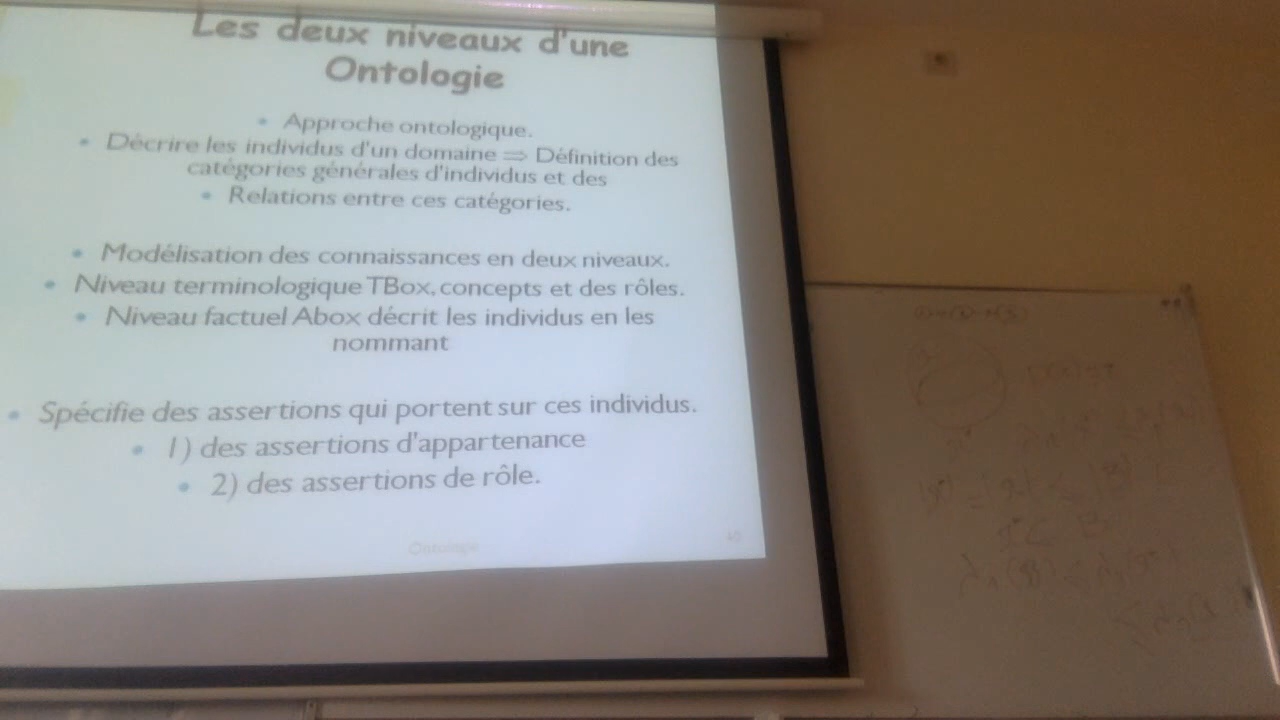 Les deux niveaux d'une
Ontologie
• Approche ontologique.
• Décrire les individus d'un domaine ⇒ Définition des
catégories générales d'individus et des
• Relations entre ces catégories.
• Modélisation des connaissances en deux niveaux.
• Niveau terminologique TBox, concepts et des rôles.
• Niveau factuel Abox décrit les individus en les
nommant
• Spécifie des assertions qui portent sur ces individus.
• 1) des assertions d'appartenance
• 2) des assertions de rôle.
Ontologie